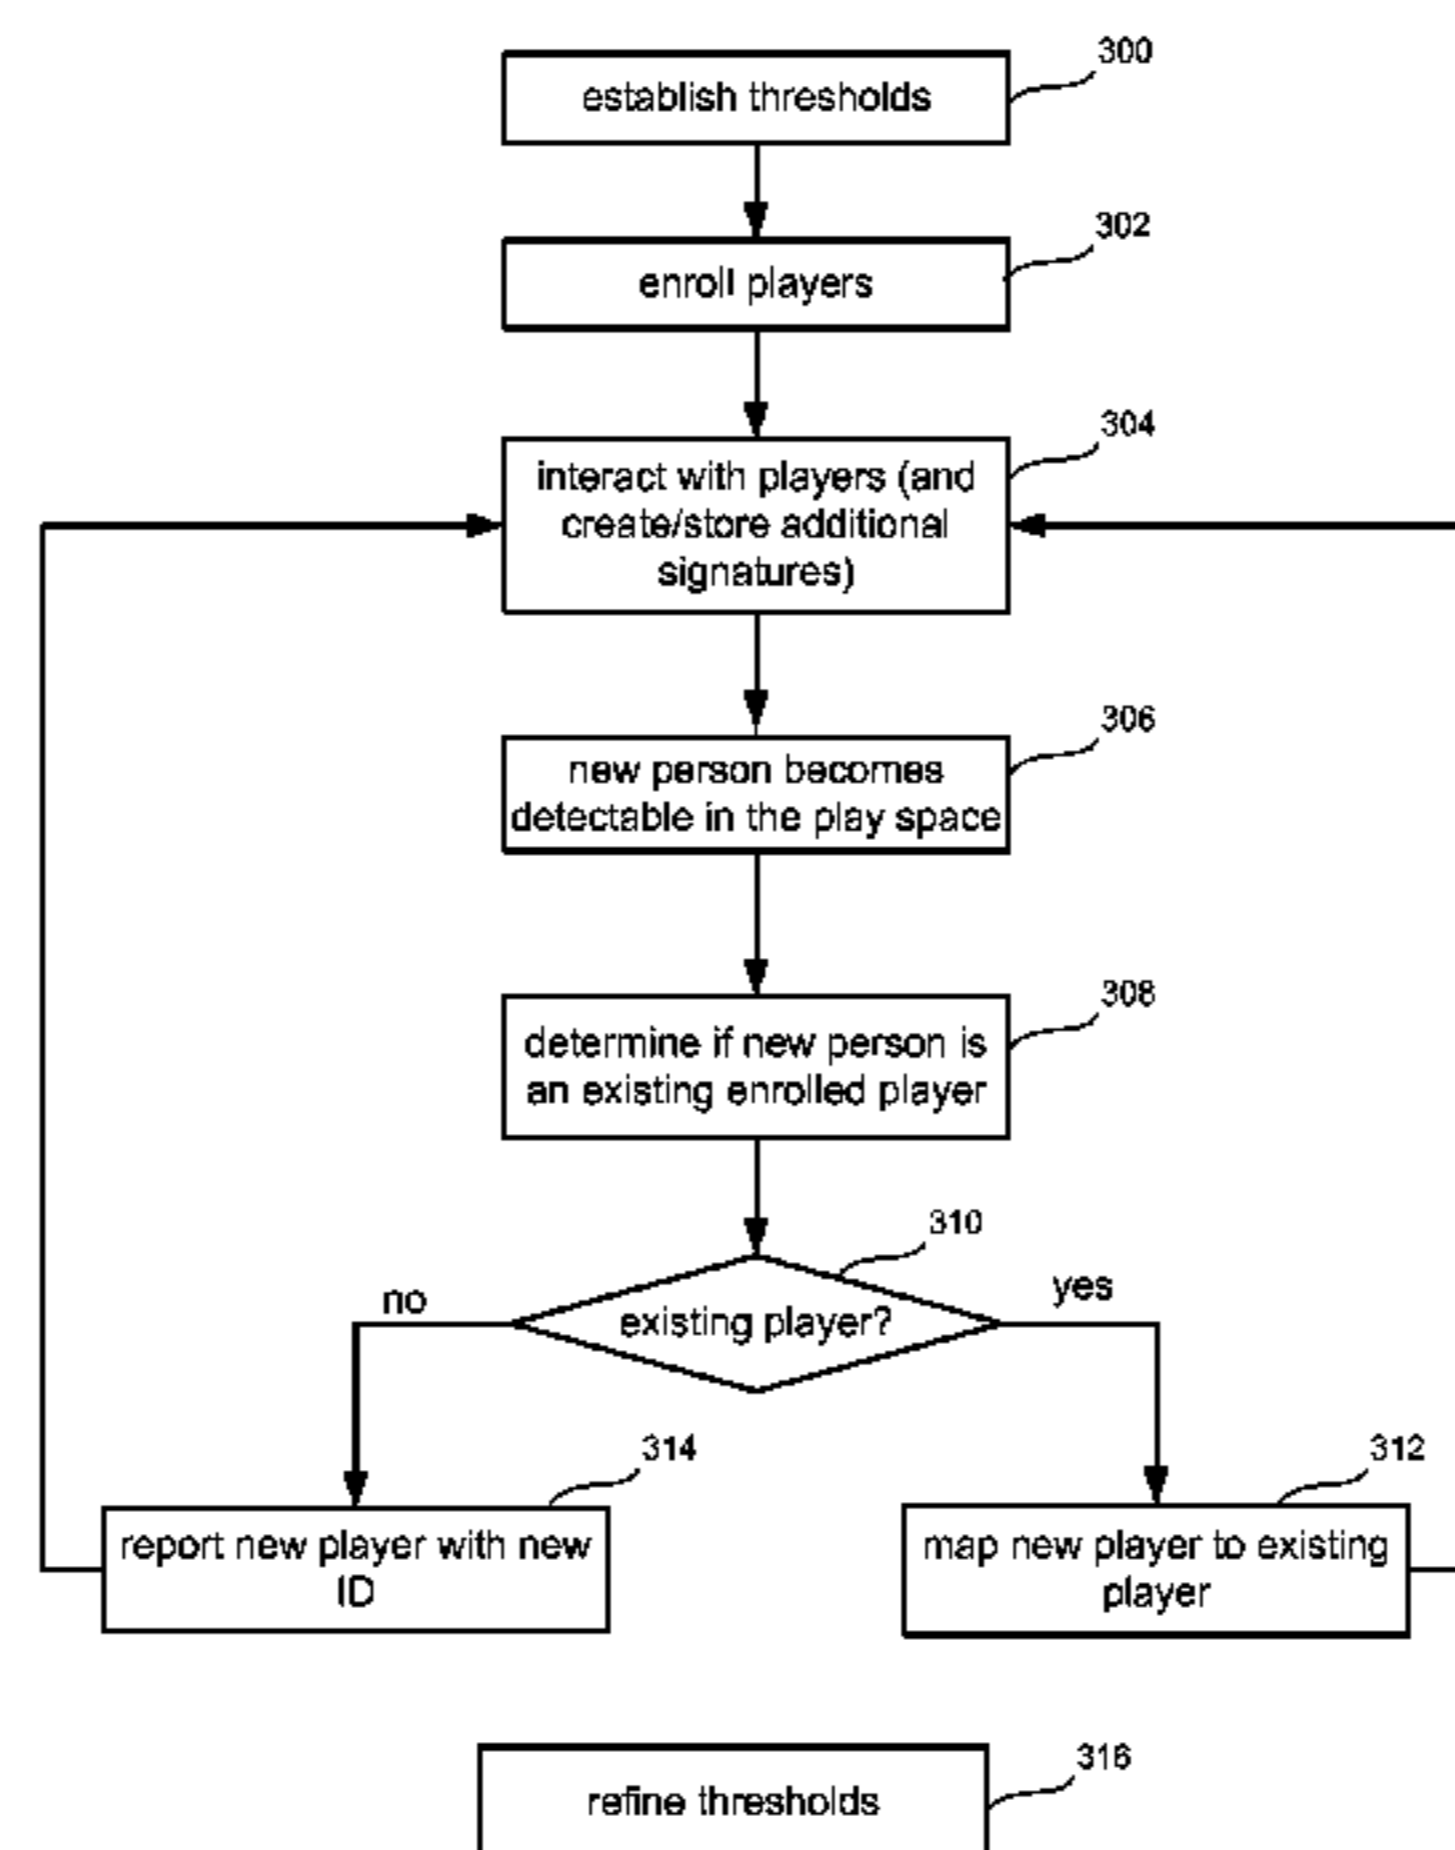 300
establish thresholds
302
enroll players
304
interact with players (and
create/store additional
signatures)
306
new person becomes
detectable in the play space
308
determine if new person is
an existing enrolled player
310
no
existing player?
yes
314
report new player with new
ID
312
map new player to existing
player
316
refine thresholds